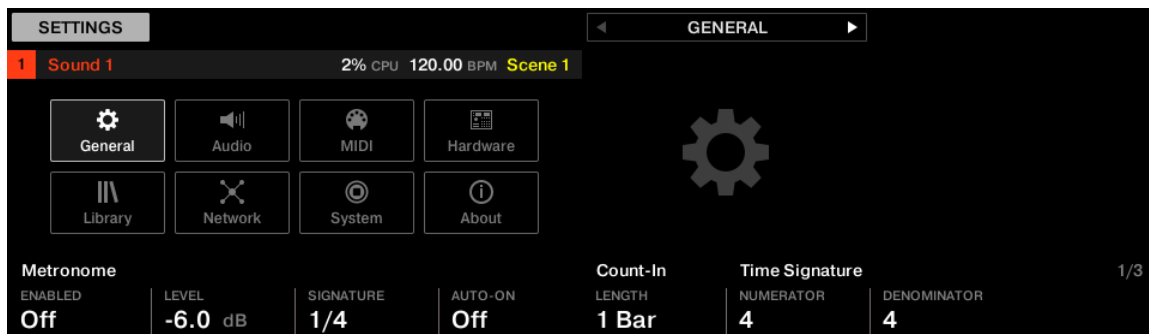 SETTINGS
GENERAL
1 Sound 1 2% CPU 120.00 BPM Scene 1
General Audio MIDI Hardware
Library Network System About
Metronome Count-In Time Signature 1/3
ENABLED LEVEL SIGNATURE AUTO-ON LENGTH NUMERATOR DENOMINATOR
Off -6.0 dB 1/4 Off 1 Bar 4 4